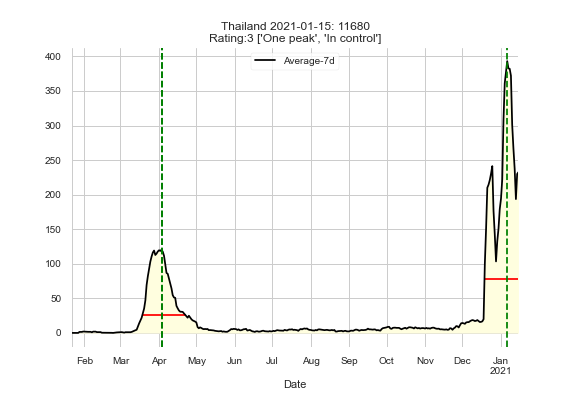 Thailand 2021-01-15: 11680
Rating:3 ['One peak', 'In control']
Average-7d
400
350
300
250
200
150
100
50
0
Feb Mar Apr May Jun Jul Aug Sep Oct Nov Dec Jan
2021
Date